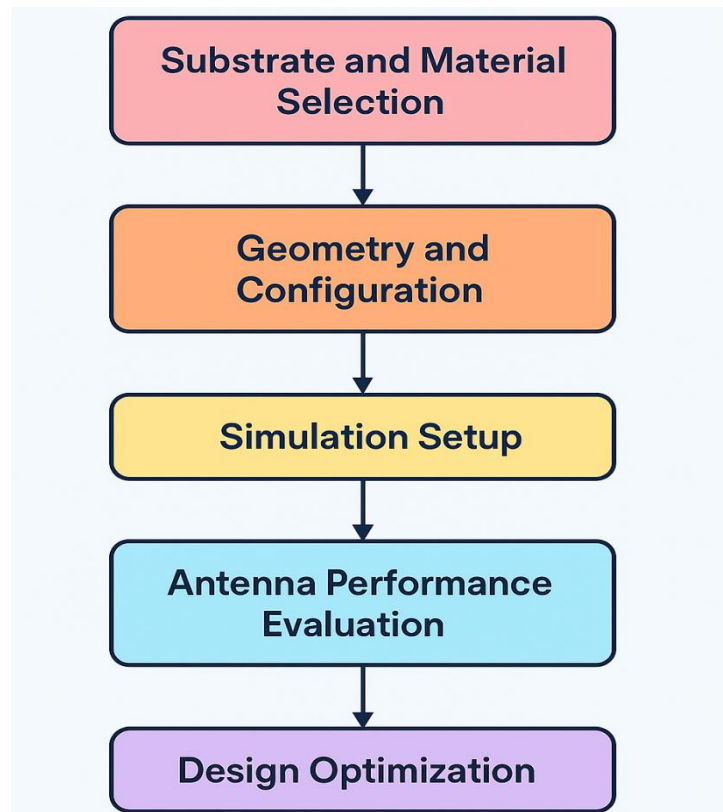 Substrate and Material
Selection
Geometry and
Configuration
Simulation Setup
Antenna Performance
Evaluation
Design Optimization